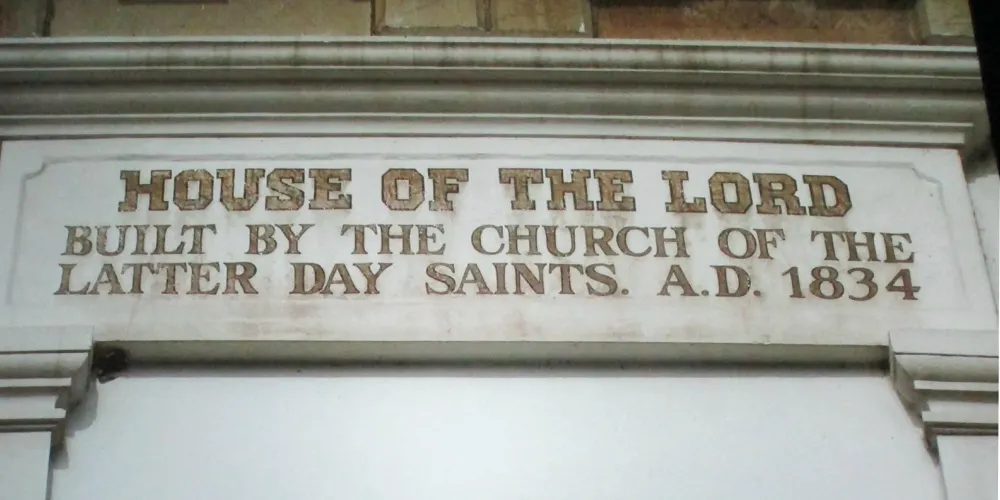 HOUSE OF THE LORD
BUILT BY THE CHURCH OF THE
LATTER DAY SAINTS. A.D. 1834